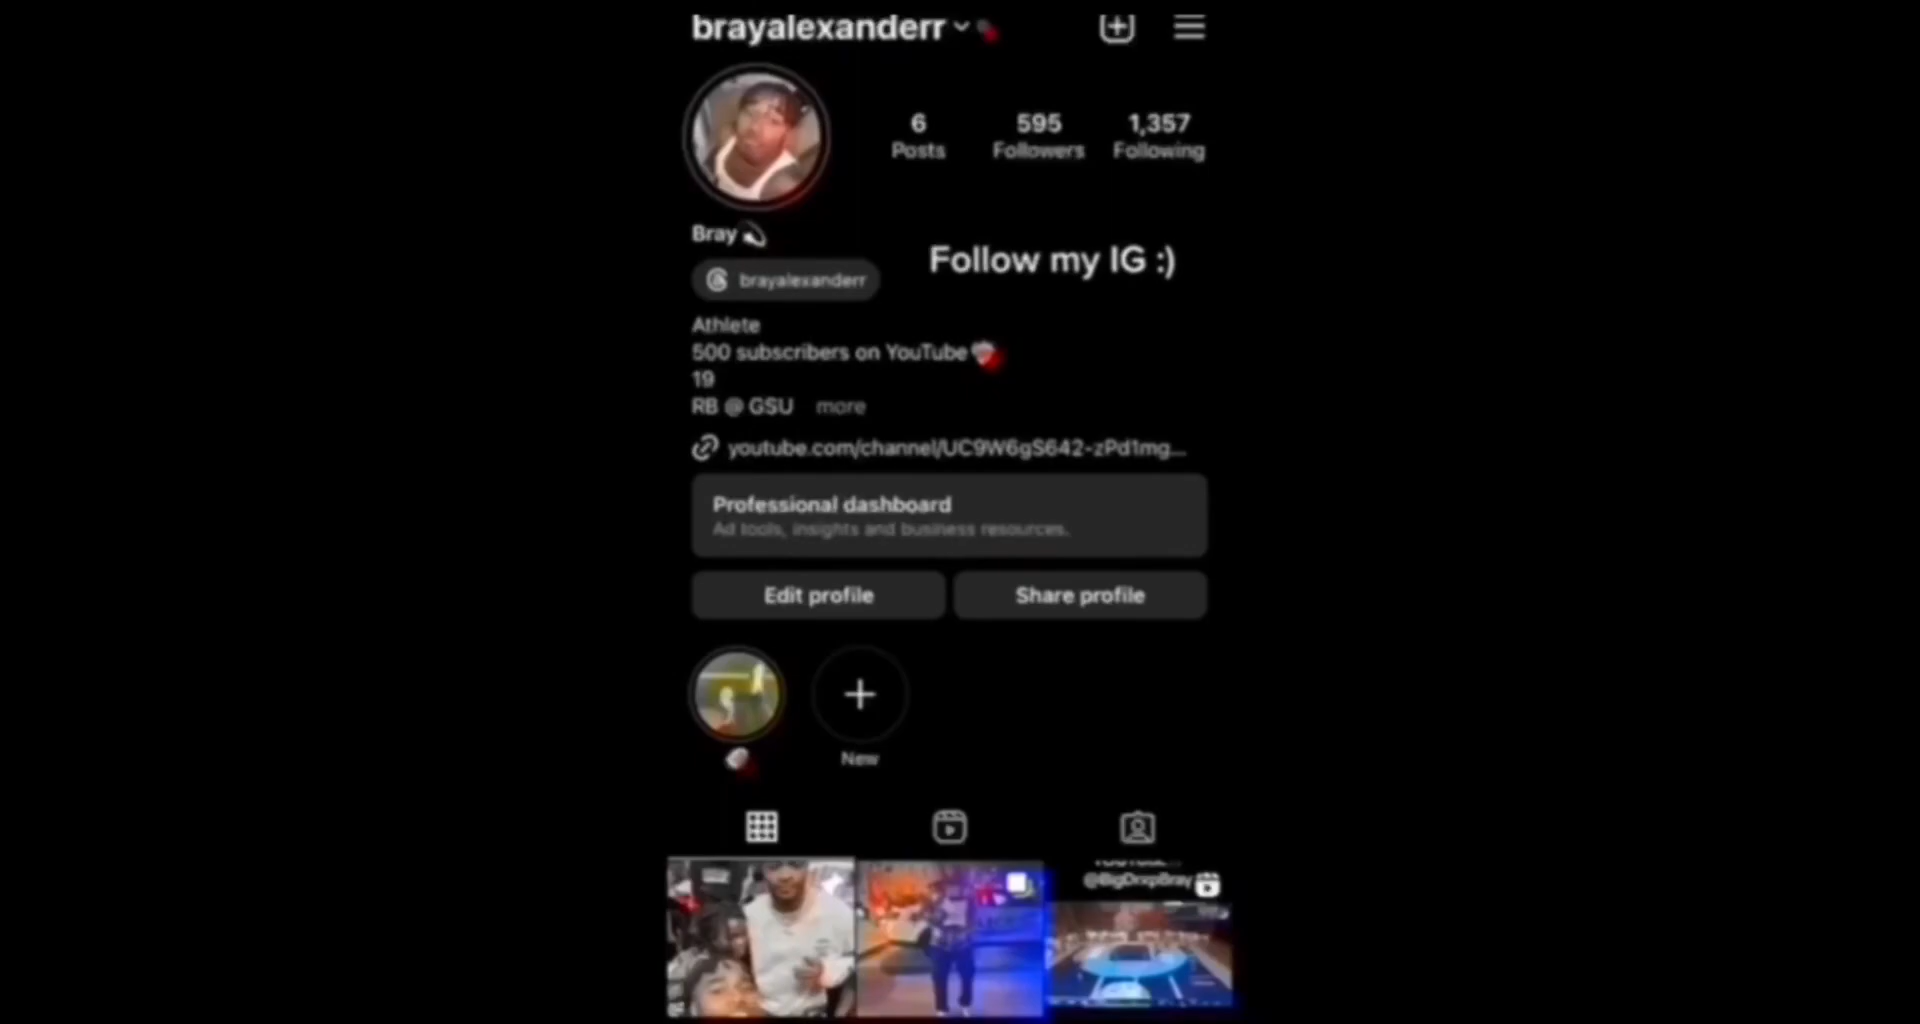 brayalexanderr
6 595 1,357
Posts Followers Following
Bray
Follow my IG :)
brayalexanderr
Athlete
500 subscribers on YouTube
19
RB @ GSU more
youtube.com/channel/UC9W6gS642-zPd1mg...
Professional dashboard
Ad tools, insights and business resources.
Edit profile Share profile
New
@BigDrxpBray